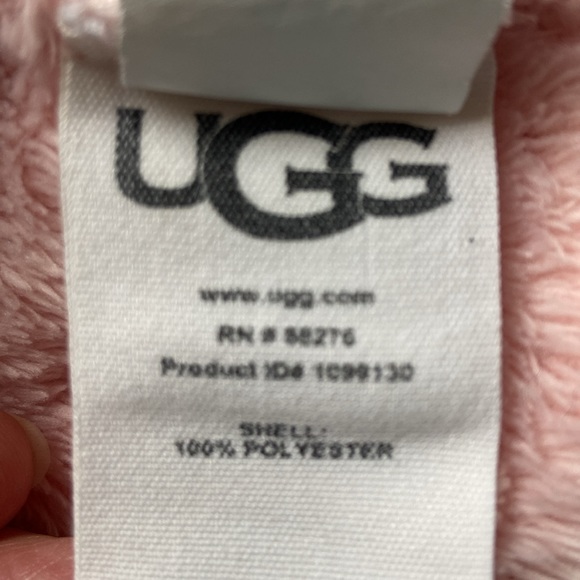 UGG
www.ugg.com
RN # 88276
Product ID# 1099130
SHELL:
100% POLYESTER